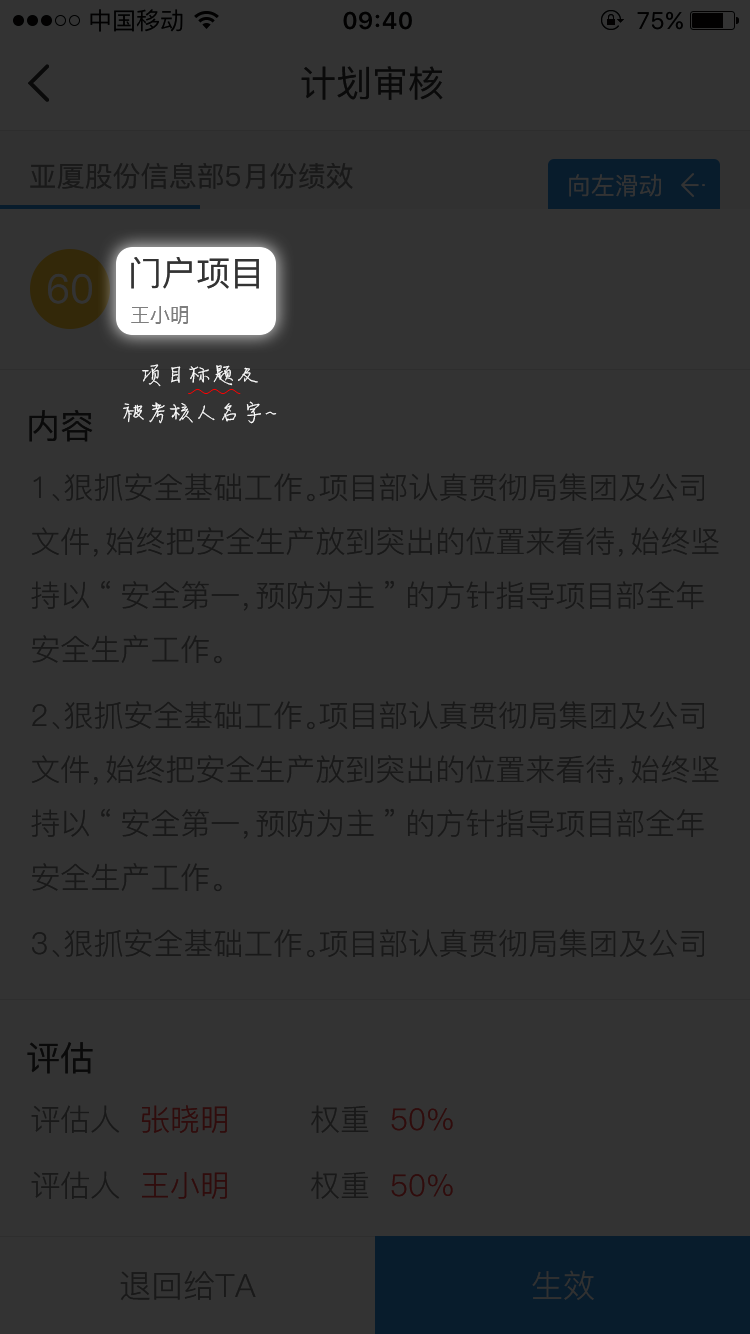 中国移动 09:40 75%
计划审核
亚厦股份信息部5月份绩效
向左滑动
60
门户项目
王小明
项目标题及
被考核人名字~
内容
1、狠抓安全基础工作。项目部认真贯彻局集团及公司
文件,始终把安全生产放到突出的位置来看待,始终坚
持以“安全第一,预防为主”的方针指导项目部全年
安全生产工作。
2、狠抓安全基础工作。项目部认真贯彻局集团及公司
文件,始终把安全生产放到突出的位置来看待,始终坚
持以“安全第一,预防为主”的方针指导项目部全年
安全生产工作。
3、狠抓安全基础工作。项目部认真贯彻局集团及公司
评估
评估人 张晓明 权重 50%
评估人 王小明 权重 50%
退回给TA 生效